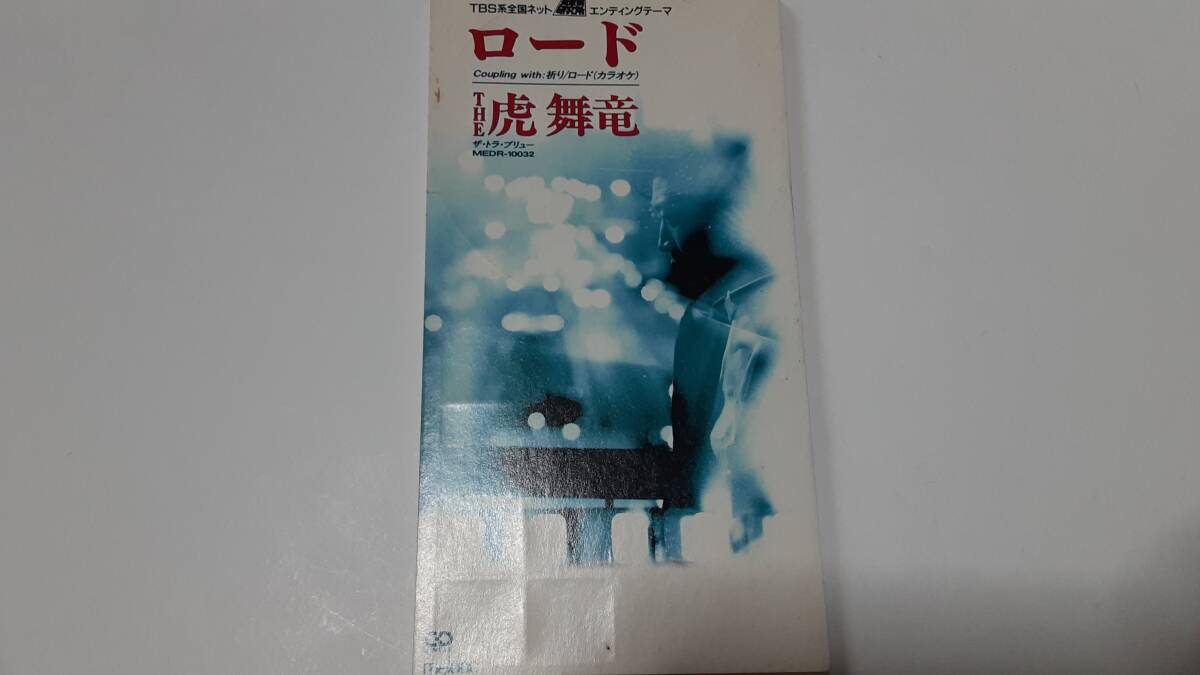 TBS系全国ネット エンディングテーマ
ロード
Coupling with:祈り/ロード(カラオケ)
THE 虎舞竜
ザ・トラ・ブリュー
MEDR-10032